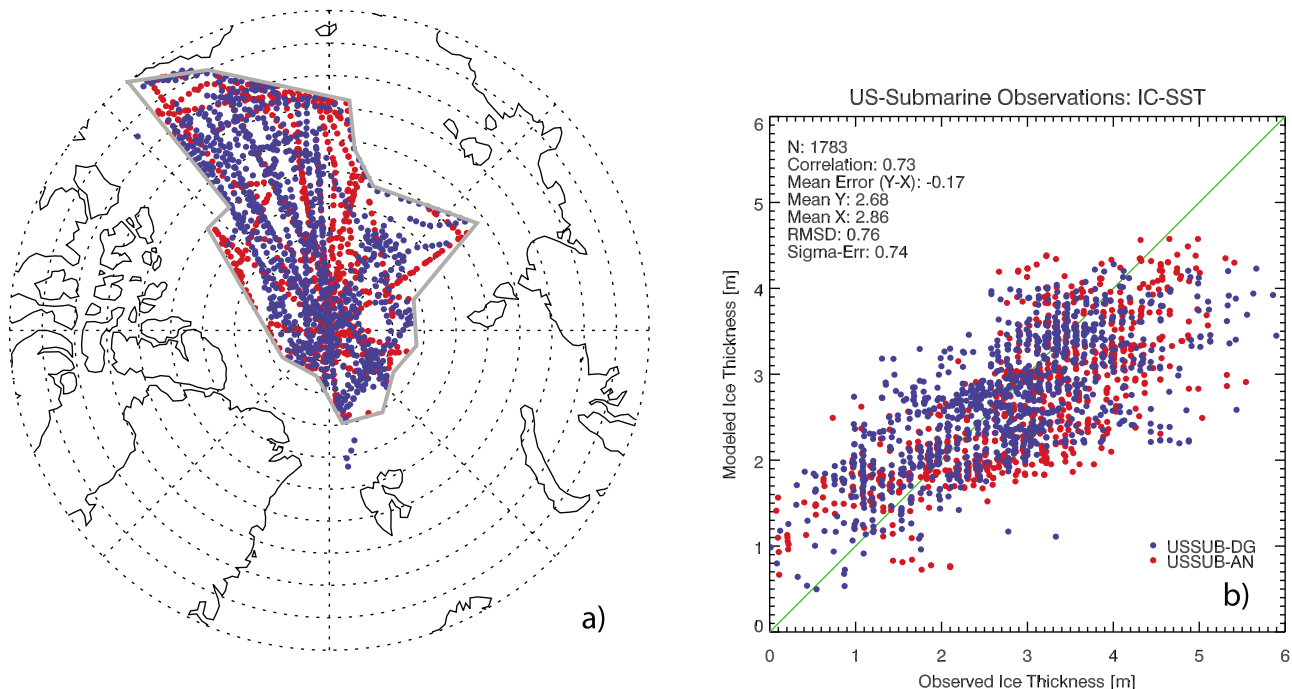 a)
US-Submarine Observations: IC-SST
N: 1783
Correlation: 0.73
Mean Error (Y-X): -0.17
Mean Y: 2.68
Mean X: 2.86
RMSD: 0.76
Sigma-Err: 0.74
6
5
4
3
2
1
0
Modeled Ice Thickness [m]
USSUB-DG
USSUB-AN
b)
0 1 2 3 4 5 6
Observed Ice Thickness [m]